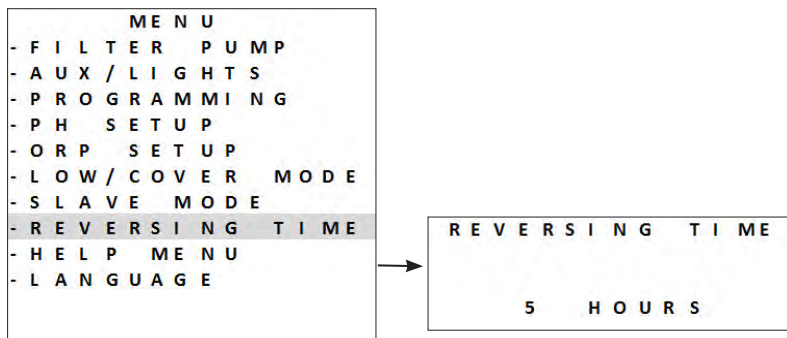 MENU
-FILTER PUMP
-AUX/LIGHTS
-PROGRAMMING
-PH SETUP
-ORP SETUP
-LOW/COVER MODE
-SLAVE MODE
-REVERSING TIME
-HELP MENU
-LANGUAGE
REVERSING TIME
5 HOURS